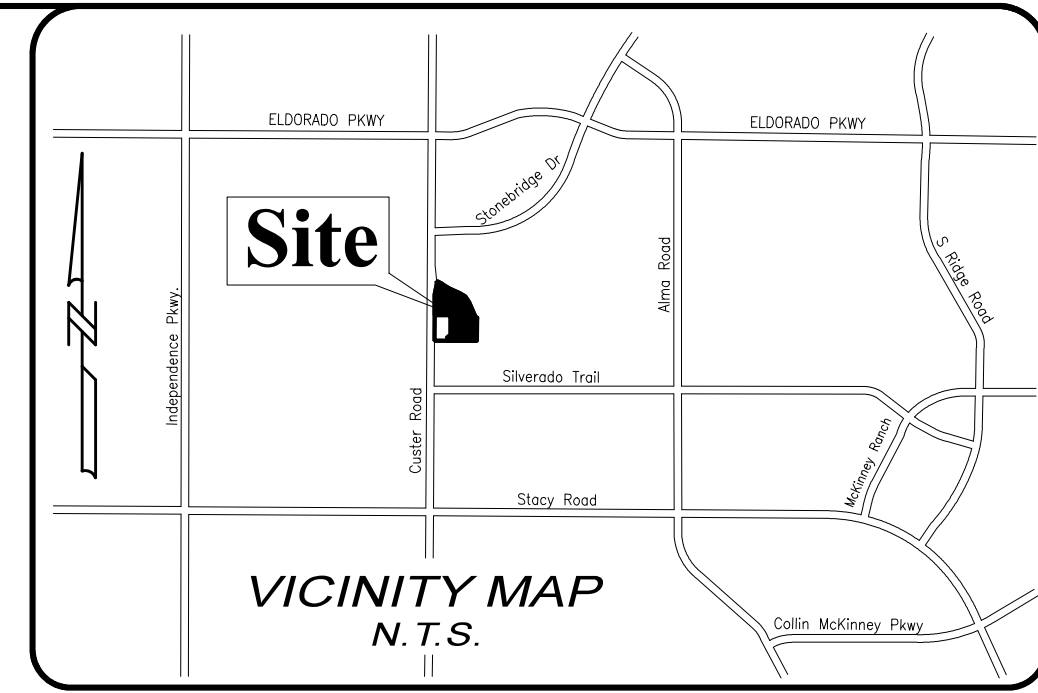 ELDORADO PKWY
ELDORADO PKWY
Stonebridge Dr
Site
N
S Ridge Road
Alma Road
Independence Pkwy.
Silverado Trail
Custer Road
McKinney Ranch
Stacy Road
VICINITY MAP
N.T.S.
Collin McKinney Pkwy